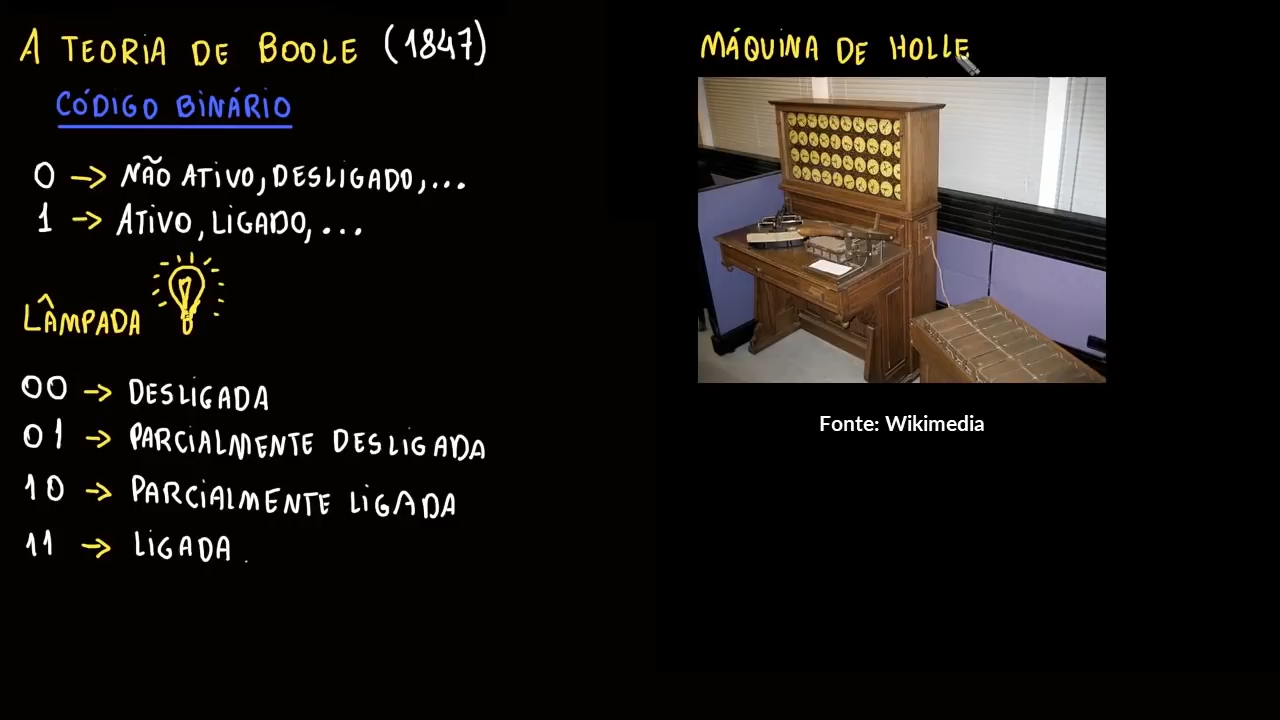 A TEORIA DE BOOLE (1847)
CÓDIGO BINÁRIO
0 → NÃO ATIVO, DESLIGADO, ...
1 → ATIVO, LIGADO, ...
LÂMPADA
00 → DESLIGADA
01 → PARCIALMENTE DESLIGADA
10 → PARCIALMENTE LIGADA
11 → LIGADA.
MÁQUINA DE HOLLE
Fonte: Wikimedia